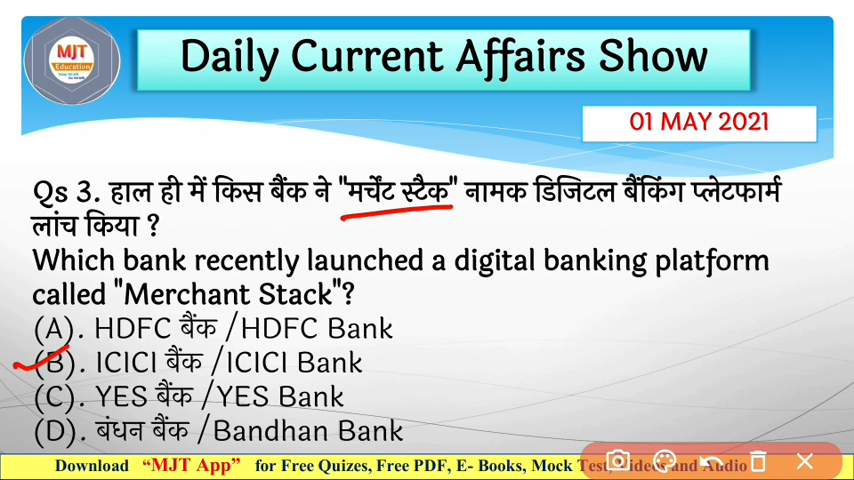 MJT
Education
Daily Current Affairs Show
01 MAY 2021
Qs 3. हाल ही में किस बैंक ने "मर्चेंट स्टैक" नामक डिजिटल बैंकिंग प्लेटफार्म
लांच किया ?
Which bank recently launched a digital banking platform
called "Merchant Stack"?
(A). HDFC बैंक /HDFC Bank
(B). ICICI बैंक /ICICI Bank
(C). YES बैंक /YES Bank
(D). बंधन बैंक /Bandhan Bank
Download “MJT App” for Free Quizes, Free PDF, E- Books, Mock Test, Videos and Audio